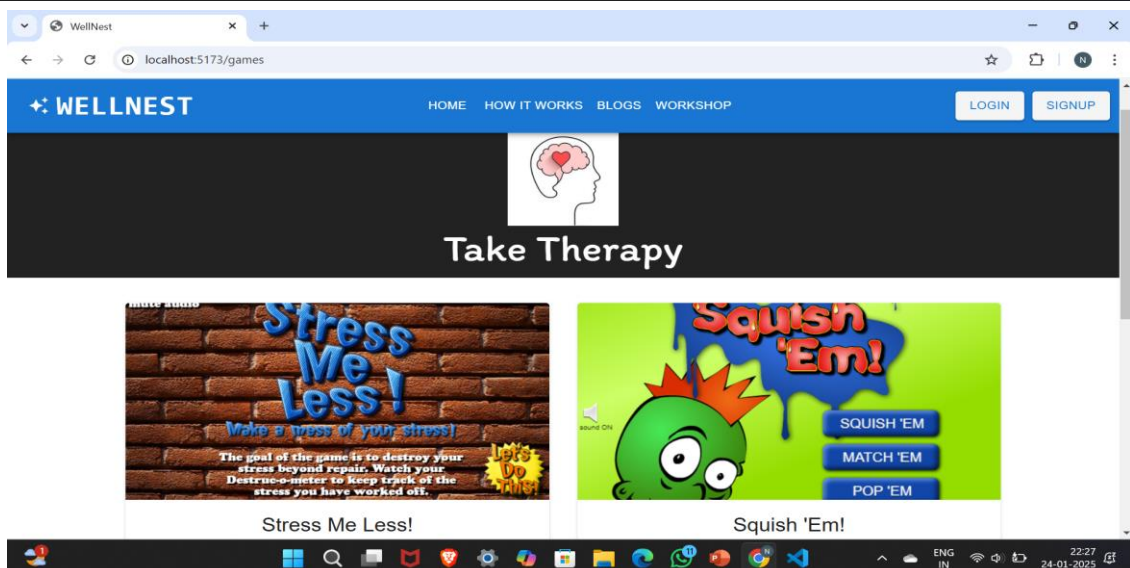 WellNest
localhost:5173/games
N
WELLNEST
HOME HOW IT WORKS BLOGS WORKSHOP
LOGIN SIGNUP
Take Therapy
mute audio
Stress
Me
Less!
Make a mess of your stress!
The goal of the game is to destroy your
stress beyond repair. Watch your
Destruc-o-meter to keep track of the
stress you have worked off.
Let's
Do
This!
Squish
'Em!
sound ON
SQUISH 'EM
MATCH 'EM
POP 'EM
Stress Me Less!
Squish 'Em!
ENG
IN
22:27
24-01-2025